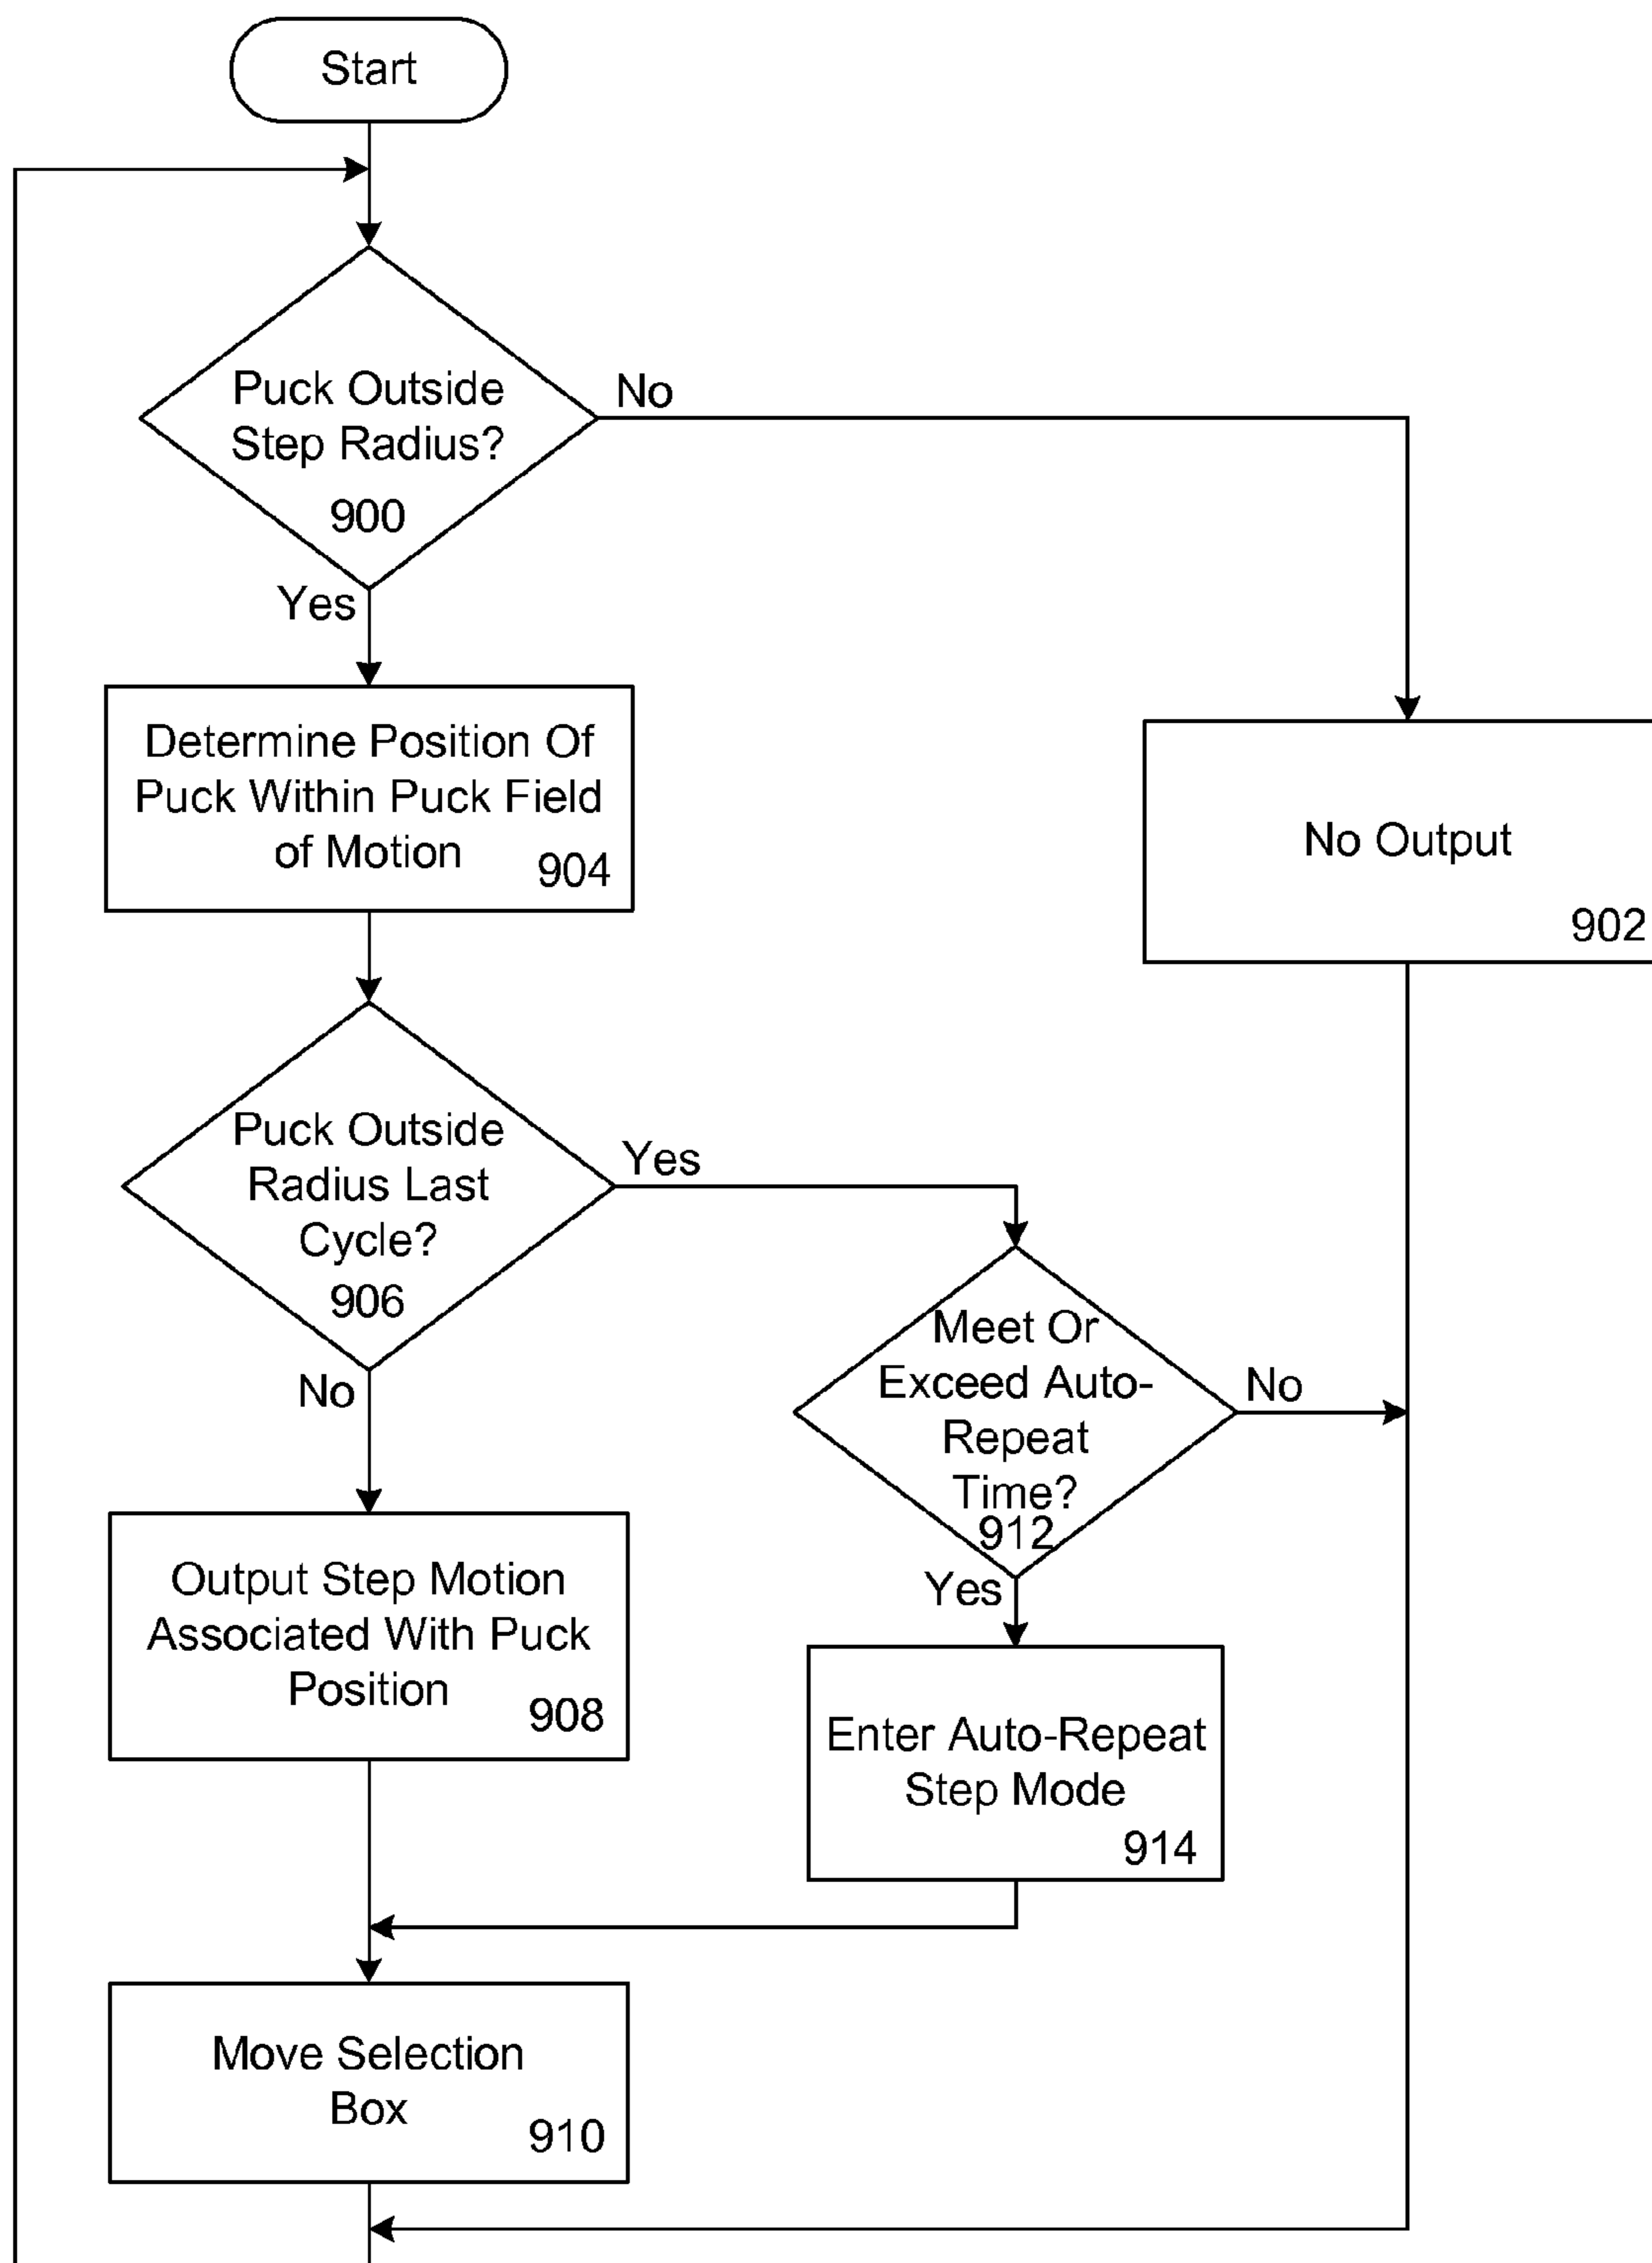 Start
Puck Outside
Step Radius?
900
No
Yes
Determine Position Of
Puck Within Puck Field
of Motion
904
No Output
902
Puck Outside
Radius Last
Cycle?
906
Yes
No
Meet Or
Exceed Auto-
Repeat
Time?
912
No
Yes
Output Step Motion
Associated With Puck
Position
908
Enter Auto-Repeat
Step Mode
914
Move Selection
Box
910